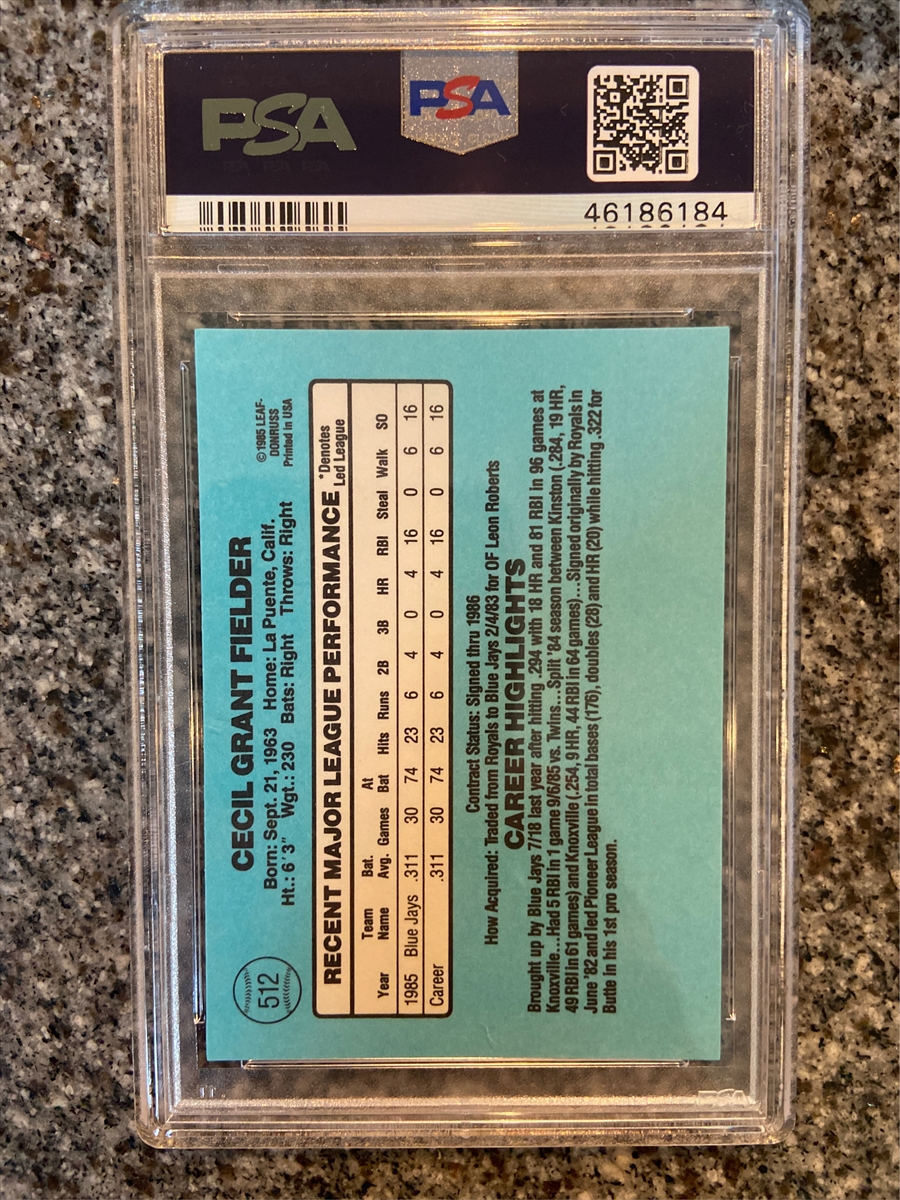 PSA
PSA
PSA PSA PSA
46186184
512
CECIL GRANT FIELDER
©1985 LEAF-
DONRUSS
Printed in USA
Born: Sept. 21, 1963 Home: La Puente, Calif.
Ht.: 6'3" Wgt.: 230 Bats: Right Throws: Right
RECENT MAJOR LEAGUE PERFORMANCE
*Denotes
Led League
Year Team Name Bat. Avg. Games At Bat Hits Runs 2B 3B HR RBI Steal Walk SO
1985 Blue Jays .311 30 74 23 6 4 0 4 16 0 6 16
Career .311 30 74 23 6 4 0 4 16 0 6 16
Contract Status: Signed thru 1986
How Acquired: Traded from Royals to Blue Jays 2/4/83 for OF Leon Roberts
CAREER HIGHLIGHTS
Brought up by Blue Jays 7/18 last year after hitting .294 with 18 HR and 81 RBI in 96 games at
Knoxville...Had 5 RBI in 1 game 9/6/85 vs. Twins...Split '84 season between Kinston (.284, 19 HR,
49 RBI in 61 games) and Knoxville (.254, 9 HR, 44 RBI in 64 games)...Signed originally by Royals in
June '82 and led Pioneer League in total bases (176), doubles (28) and HR (20) while hitting .322 for
Butte in his 1st pro season.
PSA